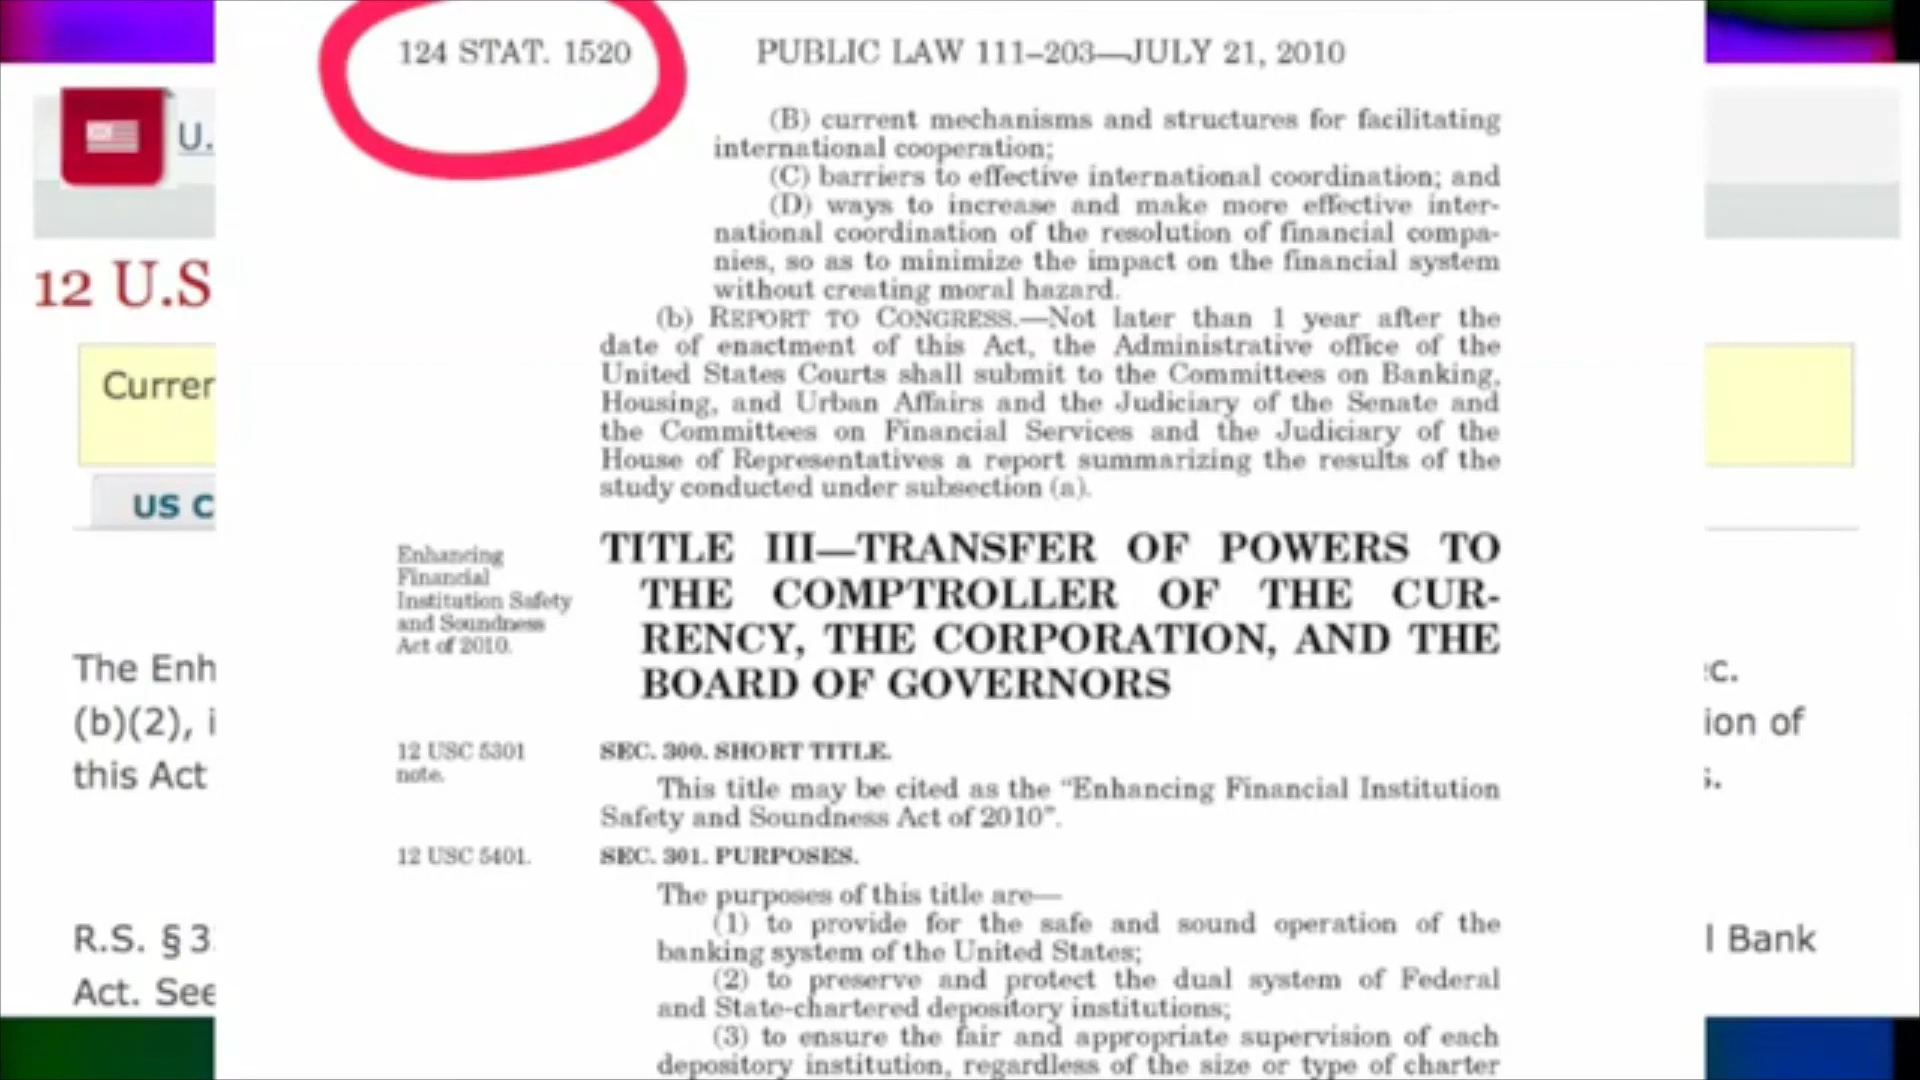 124 STAT. 1520
PUBLIC LAW 111–203—JULY 21, 2010
(B) current mechanisms and structures for facilitating
international cooperation;
(C) barriers to effective international coordination; and
(D) ways to increase and make more effective inter-
national coordination of the resolution of financial compa-
nies, so as to minimize the impact on the financial system
without creating moral hazard.
(b) REPORT TO CONGRESS.—Not later than 1 year after the
date of enactment of this Act, the Administrative office of the
United States Courts shall submit to the Committees on Banking,
Housing, and Urban Affairs and the Judiciary of the Senate and
the Committees on Financial Services and the Judiciary of the
House of Representatives a report summarizing the results of the
study conducted under subsection (a).
Enhancing
Financial
Institution Safety
and Soundness
Act of 2010.
TITLE III—TRANSFER OF POWERS TO
THE COMPTROLLER OF THE CUR-
RENCY, THE CORPORATION, AND THE
BOARD OF GOVERNORS
12 USC 5301
note.
SEC. 300. SHORT TITLE.
This title may be cited as the “Enhancing Financial Institution
Safety and Soundness Act of 2010”.
12 USC 5401.
SEC. 301. PURPOSES.
The purposes of this title are—
(1) to provide for the safe and sound operation of the
banking system of the United States;
(2) to preserve and protect the dual system of Federal
and State-chartered depository institutions;
(3) to ensure the fair and appropriate supervision of each
depository institution, regardless of the size or type of charter
U.
12 U.S
Curren
US C
The Enh
(b)(2), i
this Act
R.S. § 3
Act. See
c.
ion of
s.
l Bank